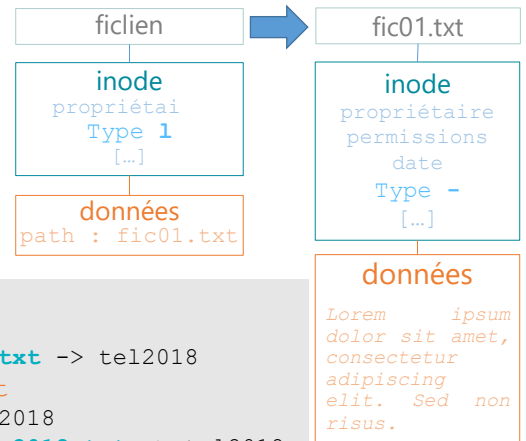 ficlien
inode
propriétai
Type l
[…]
données
path : fic01.txt
fic01.txt
inode
propriétaire
permissions
date
Type -
[…]
données
Lorem ipsum
dolor sit amet,
consectetur
adipiscing
elit. Sed non
risus.
txt -> tel2018
2018